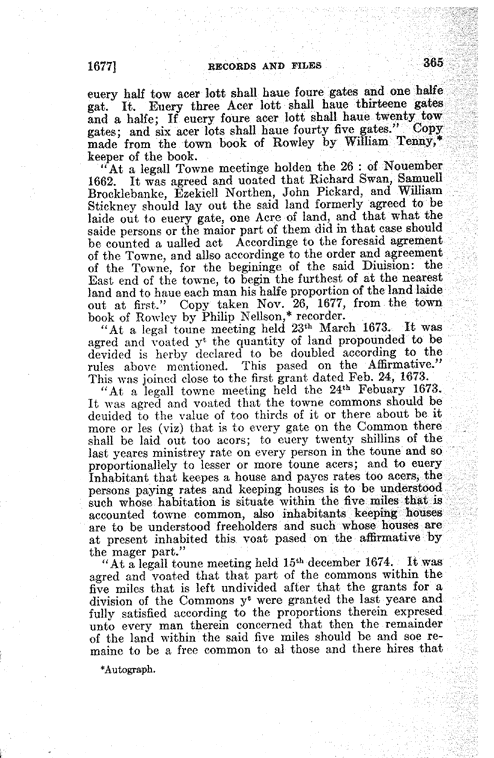 1677] RECORDS AND FILES 365
euery half tow acer lott shall haue foure gates and one halfe
gat. It. Euery three Acer lott shall haue thirteene gates
and a halfe; If euery foure acer lott shall haue twenty tow
gates; and six acer lots shall haue fourty five gates." Copy
made from the town book of Rowley by William Tenny,*
keeper of the book.
"At a legall Towne meetinge holden the 26 : of Nouember
1662. It was agreed and uoated that Richard Swan, Samuell
Brocklebanke, Ezekiell Northen, John Pickard, and William
Stickney should lay out the said land formerly agreed to be
laide out to euery gate, one Acre of land, and that what the
saide persons or the maior part of them did in that case should
be counted a ualled act Accordinge to the foresaid agrement
of the Towne, and allso accordinge to the order and agreement
of the Towne, for the begininge of the said Diuision: the
East end of the towne, to begin the furthest of at the nearest
land and to haue each man his halfe proportion of the land laide
out at first." Copy taken Nov. 26, 1677, from the town
book of Rowley by Philip Nellson,* recorder.
"At a legal toune meeting held 23th March 1673. It was
agred and voated yt the quantity of land propounded to be
devided is herby declared to be doubled according to the
rules above mentioned. This pased on the Affirmative."
This was joined close to the first grant dated Feb. 24, 1673.
"At a legall towne meeting held the 24th Febuary 1673.
It was agred and voated that the towne commons should be
deuided to the value of too thirds of it or there about be it
more or les (viz) that is to every gate on the Common there
shall be laid out too acors; to euery twenty shillins of the
last yeares ministrey rate on every person in the toune and so
proportionallely to lesser or more toune acers; and to euery
Inhabitant that keepes a house and payes rates too acers, the
persons paying rates and keeping houses is to be understood
such whose habitation is situate within the five miles that is
accounted towne common, also inhabitants keeping houses
are to be understood freeholders and such whose houses are
at present inhabited this voat pased on the affirmative by
the mager part."
"At a legall toune meeting held 15th december 1674. It was
agred and voated that that part of the commons within the
five miles that is left undivided after that the grants for a
division of the Commons ye were granted the last yeare and
fully satisfied according to the proportions therein expresed
unto every man therein concerned that then the remainder
of the land within the said five miles should be and soe re-
maine to be a free common to al those and there hires that
*Autograph.